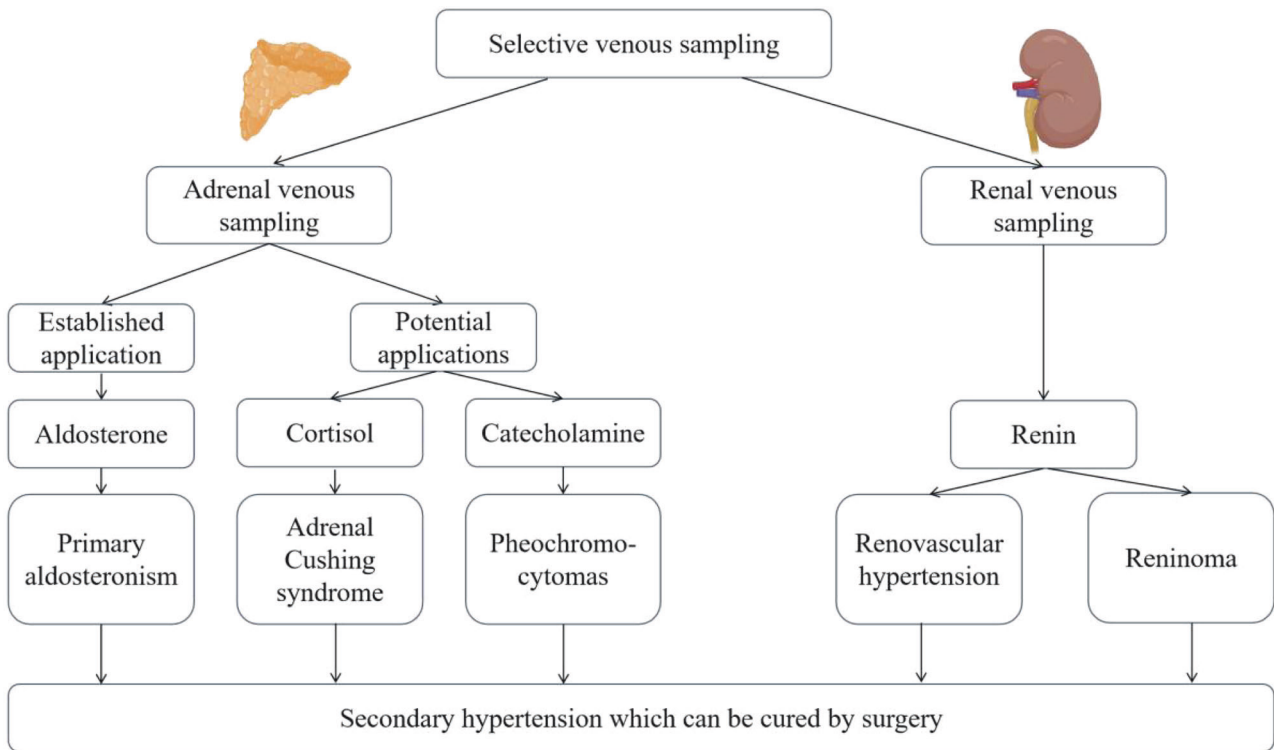 Selective venous sampling
Adrenal venous
sampling
Renal venous
sampling
Established
application
Potential
applications
Aldosterone
Cortisol
Catecholamine
Renin
Primary
aldosteronism
Adrenal
Cushing
syndrome
Pheochromo-
cytomas
Renovascular
hypertension
Reninoma
Secondary hypertension which can be cured by surgery